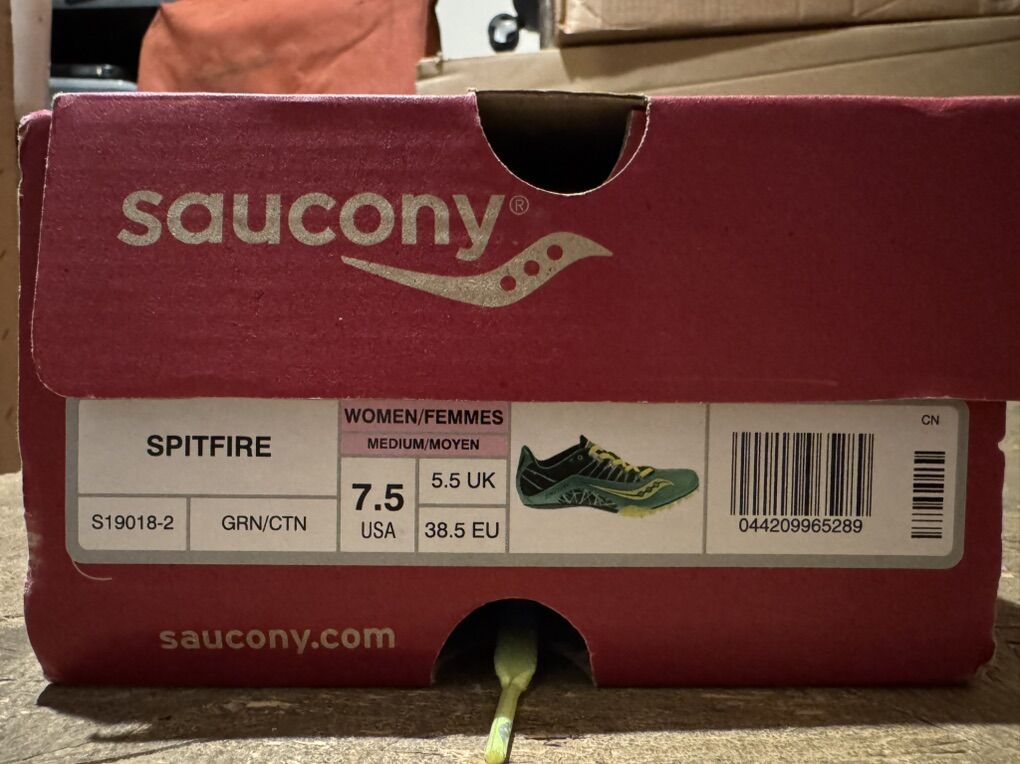 saucony®
SPITFIRE
S19018-2
GRN/CTN
WOMEN/FEMMES
MEDIUM/MOYEN
7.5
USA
5.5 UK
38.5 EU
044209965289
CN
saucony.com